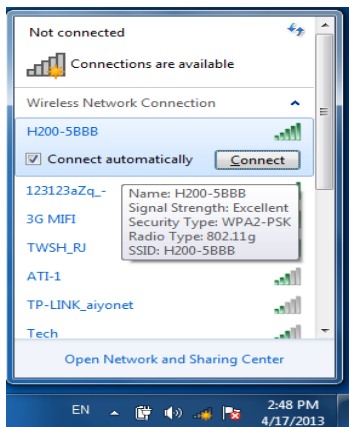 Not connected
Connections are available
Wireless Network Connection
H200-5BBB
Connect automatically Connect
123123aZq_-
Name: H200-5BBB
Signal Strength: Excellent
Security Type: WPA2-PSK
Radio Type: 802.11g
SSID: H200-5BBB
3G MIFI
TWSH_RJ
ATI-1
TP-LINK_aiyonet
Tech
Open Network and Sharing Center
EN
2:48 PM
4/17/2013